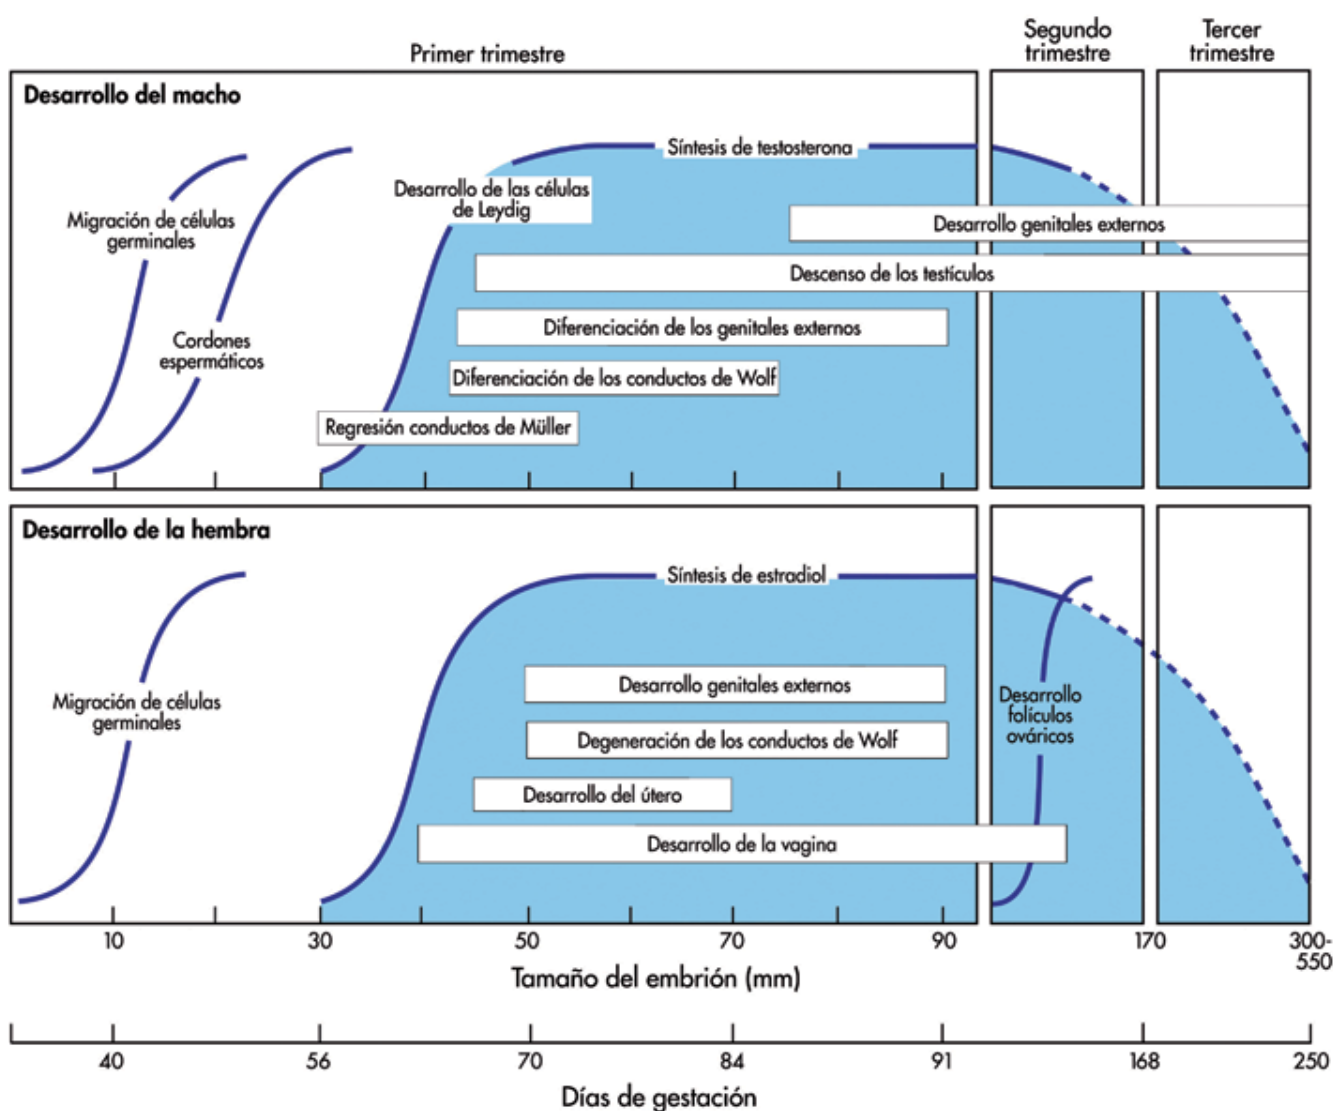 Primer trimestre
Segundo
trimestre
Tercer
trimestre
Desarrollo del macho
Síntesis de testosterona
Desarrollo de las células
de Leydig
Migración de células
germinales
Desarrollo genitales externos
Descenso de los testículos
Diferenciación de los genitales externos
Cordones
espermáticos
Diferenciación de los conductos de Wolf
Regresión conductos de Müller
Desarrollo de la hembra
Síntesis de estradiol
Desarrollo genitales externos
Migración de células
germinales
Desarrollo
folículos
ováricos
Degeneración de los conductos de Wolf
Desarrollo del útero
Desarrollo de la vagina
10 30 50 70 90 170 300-
550
Tamaño del embrión (mm)
40 56 70 84 91 168 250
Días de gestación